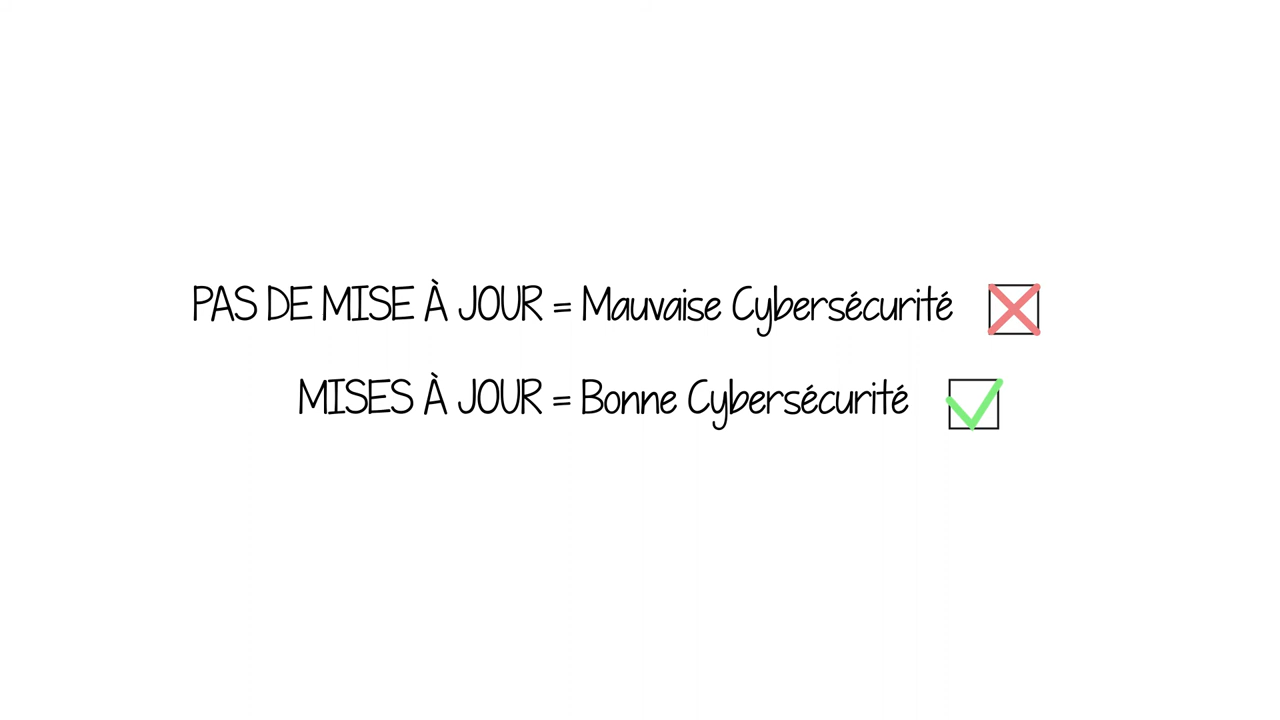 PAS DE MISE À JOUR = Mauvaise Cybersécurité
MISES À JOUR = Bonne Cybersécurité